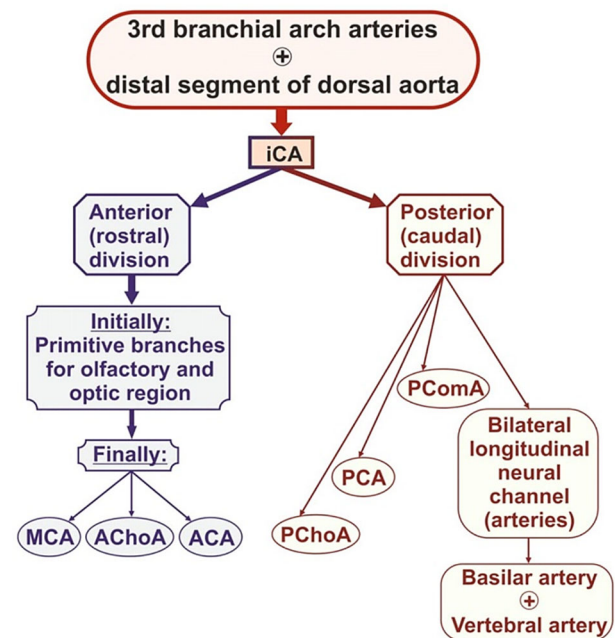 3rd branchial arch arteries
⊕
distal segment of dorsal aorta
iCA
Anterior
(rostral)
division
Posterior
(caudal)
division
Initially:
Primitive branches
for olfactory and
optic region
Finally:
MCA
AChoA
ACA
PComA
PCA
PChoA
Bilateral
longitudinal
neural
channel
(arteries)
Basilar artery
⊕
Vertebral artery